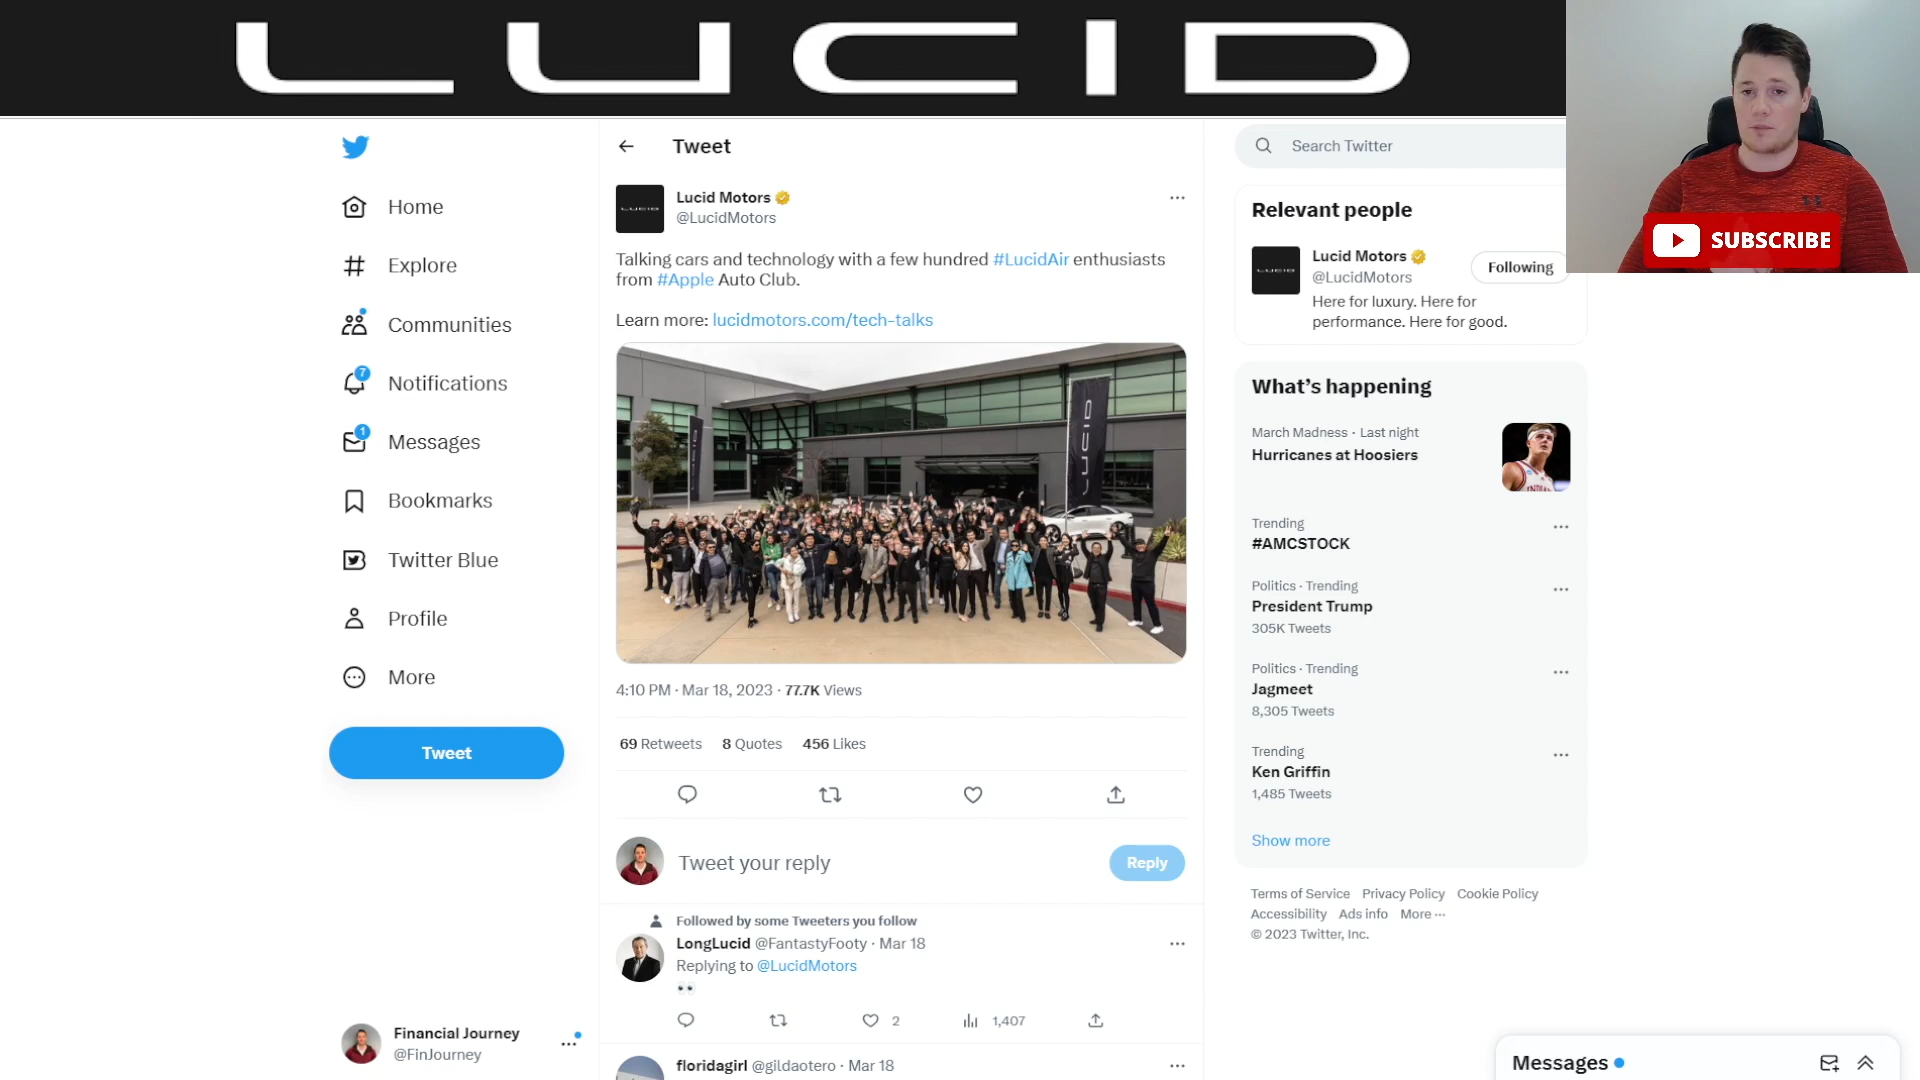 LUCID
SUBSCRIBE
Home
Explore
Communities
7
Notifications
1
Messages
Bookmarks
Twitter Blue
Profile
More
Tweet
Financial Journey
@FinJourney
Tweet
LUCID
Lucid Motors
@LucidMotors
Talking cars and technology with a few hundred #LucidAir enthusiasts
from #Apple Auto Club.
Learn more: lucidmotors.com/tech-talks
LUCID
LUCID
4:10 PM · Mar 18, 2023 · 77.7K Views
69 Retweets 8 Quotes 456 Likes
Tweet your reply
Reply
Followed by some Tweeters you follow
LongLucid @FantastyFooty · Mar 18
Replying to @LucidMotors
2
1,407
floridagirl @gildaotero · Mar 18
Search Twitter
Relevant people
LUCID
Lucid Motors
@LucidMotors
Following
Here for luxury. Here for
performance. Here for good.
What's happening
March Madness · Last night
Hurricanes at Hoosiers
Trending
#AMCSTOCK
Politics · Trending
President Trump
305K Tweets
Politics · Trending
Jagmeet
8,305 Tweets
Trending
Ken Griffin
1,485 Tweets
Show more
Terms of Service Privacy Policy Cookie Policy
Accessibility Ads info More ···
© 2023 Twitter, Inc.
Messages